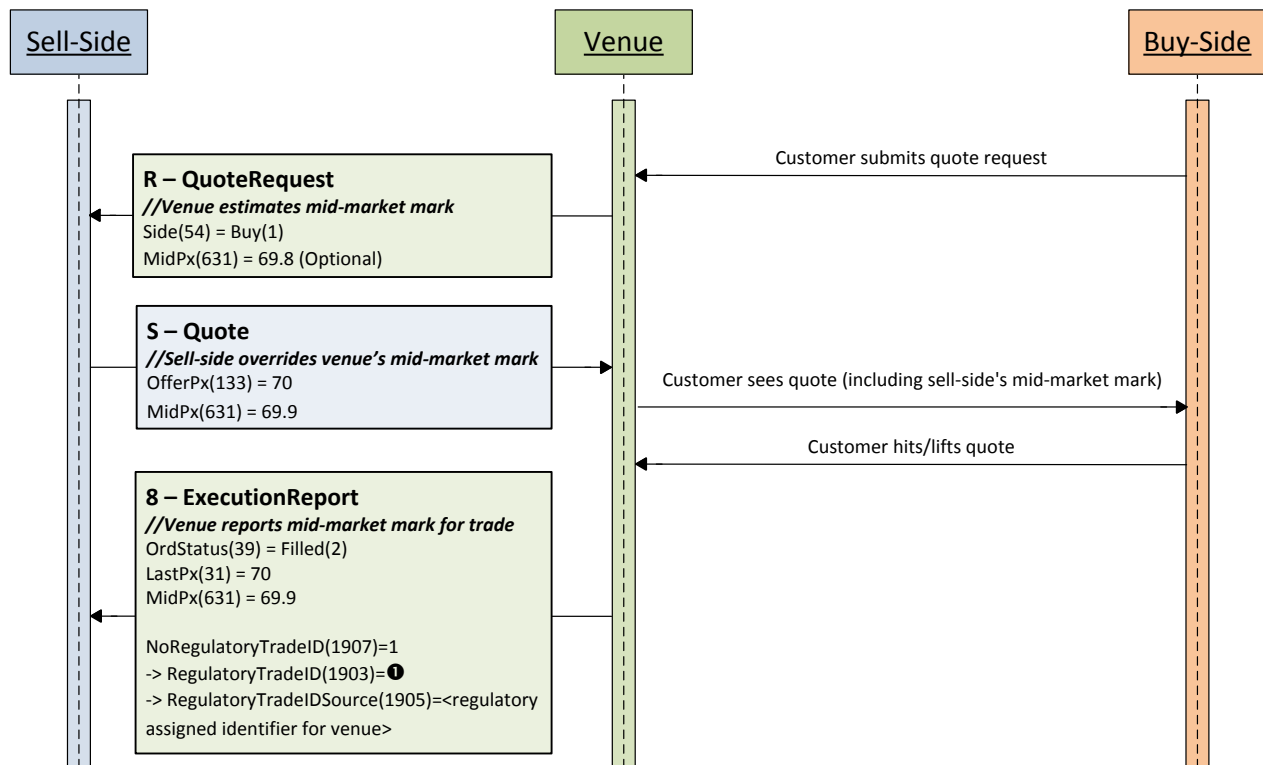 Sell-Side
Venue
Buy-Side
Customer submits quote request
R – QuoteRequest
//Venue estimates mid-market mark
Side(54) = Buy(1)
MidPx(631) = 69.8 (Optional)
S – Quote
//Sell-side overrides venue’s mid-market mark
OfferPx(133) = 70
MidPx(631) = 69.9
Customer sees quote (including sell-side's mid-market mark)
Customer hits/lifts quote
8 – ExecutionReport
//Venue reports mid-market mark for trade
OrdStatus(39) = Filled(2)
LastPx(31) = 70
MidPx(631) = 69.9
NoRegulatoryTradeID(1907)=1
-> RegulatoryTradeID(1903)=❶
-> RegulatoryTradeIDSource(1905)=<regulatory
assigned identifier for venue>